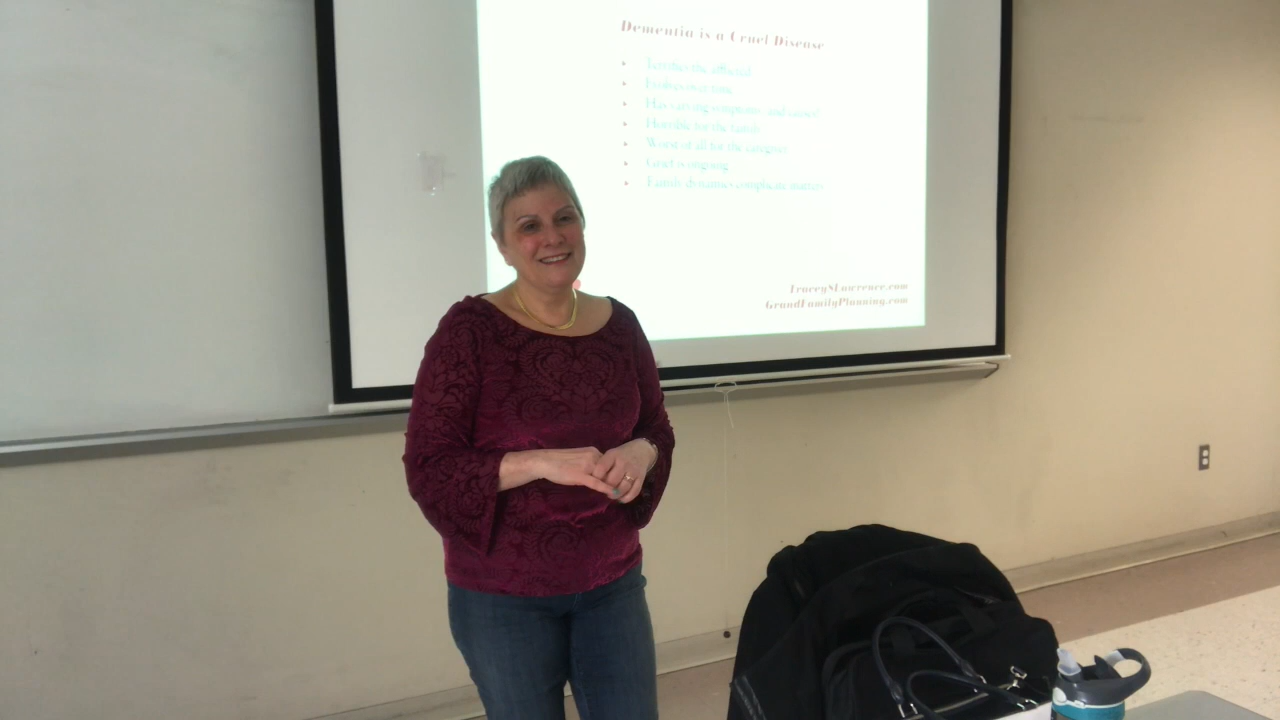 Dementia is a Cruel Disease
Terrifies the afflicted
Evolves over time
Has varying symptoms and causes
Horrible for the family
Worst of all for the caregiver
Grief is ongoing
Family dynamics complicate matters
TraceySLawrence.com
GrandFamilyPlanning.com